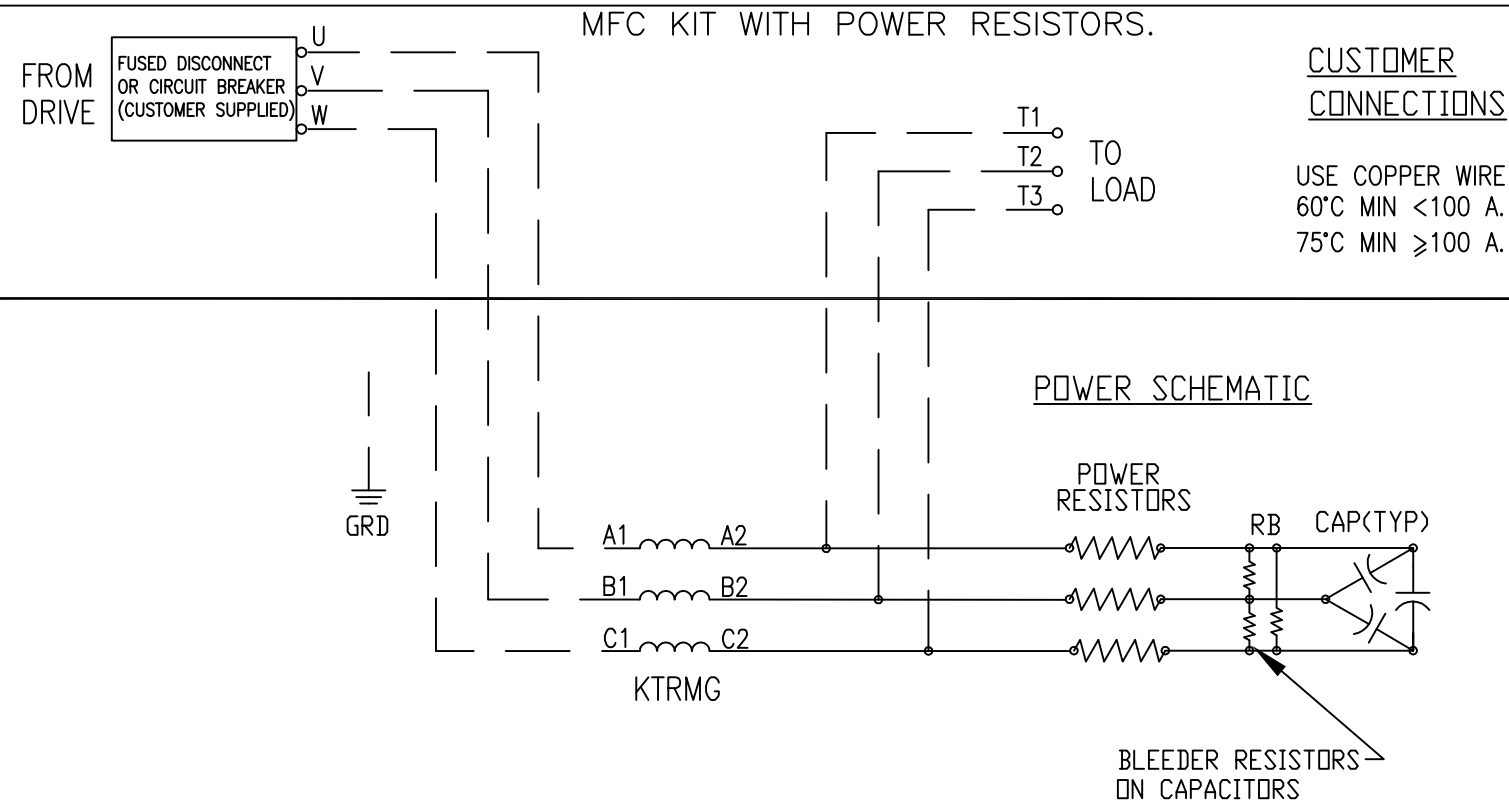 MFC KIT WITH POWER RESISTORS.
FROM
DRIVE
FUSED DISCONNECT
OR CIRCUIT BREAKER
(CUSTOMER SUPPLIED)
U
V
W
T1
T2
T3
TO
LOAD
CUSTOMER
CONNECTIONS
USE COPPER WIRE
60°C MIN <100 A.
75°C MIN ≥100 A.
POWER SCHEMATIC
GRD
POWER
RESISTORS
RB
CAP(TYP)
A1
A2
B1
B2
C1
C2
KTRMG
BLEEDER RESISTORS
ON CAPACITORS